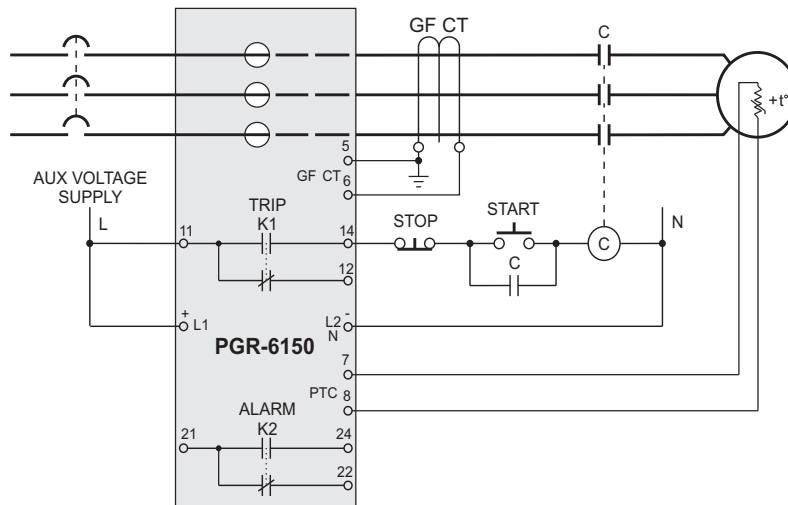 GF CT
C
+t°
5
GF CT
6
AUX VOLTAGE
SUPPLY
L
TRIP
K1
11
14
12
STOP
START
C
C
N
+
L1
-
L2
N
PGR-6150
7
PTC
8
ALARM
K2
21
24
22